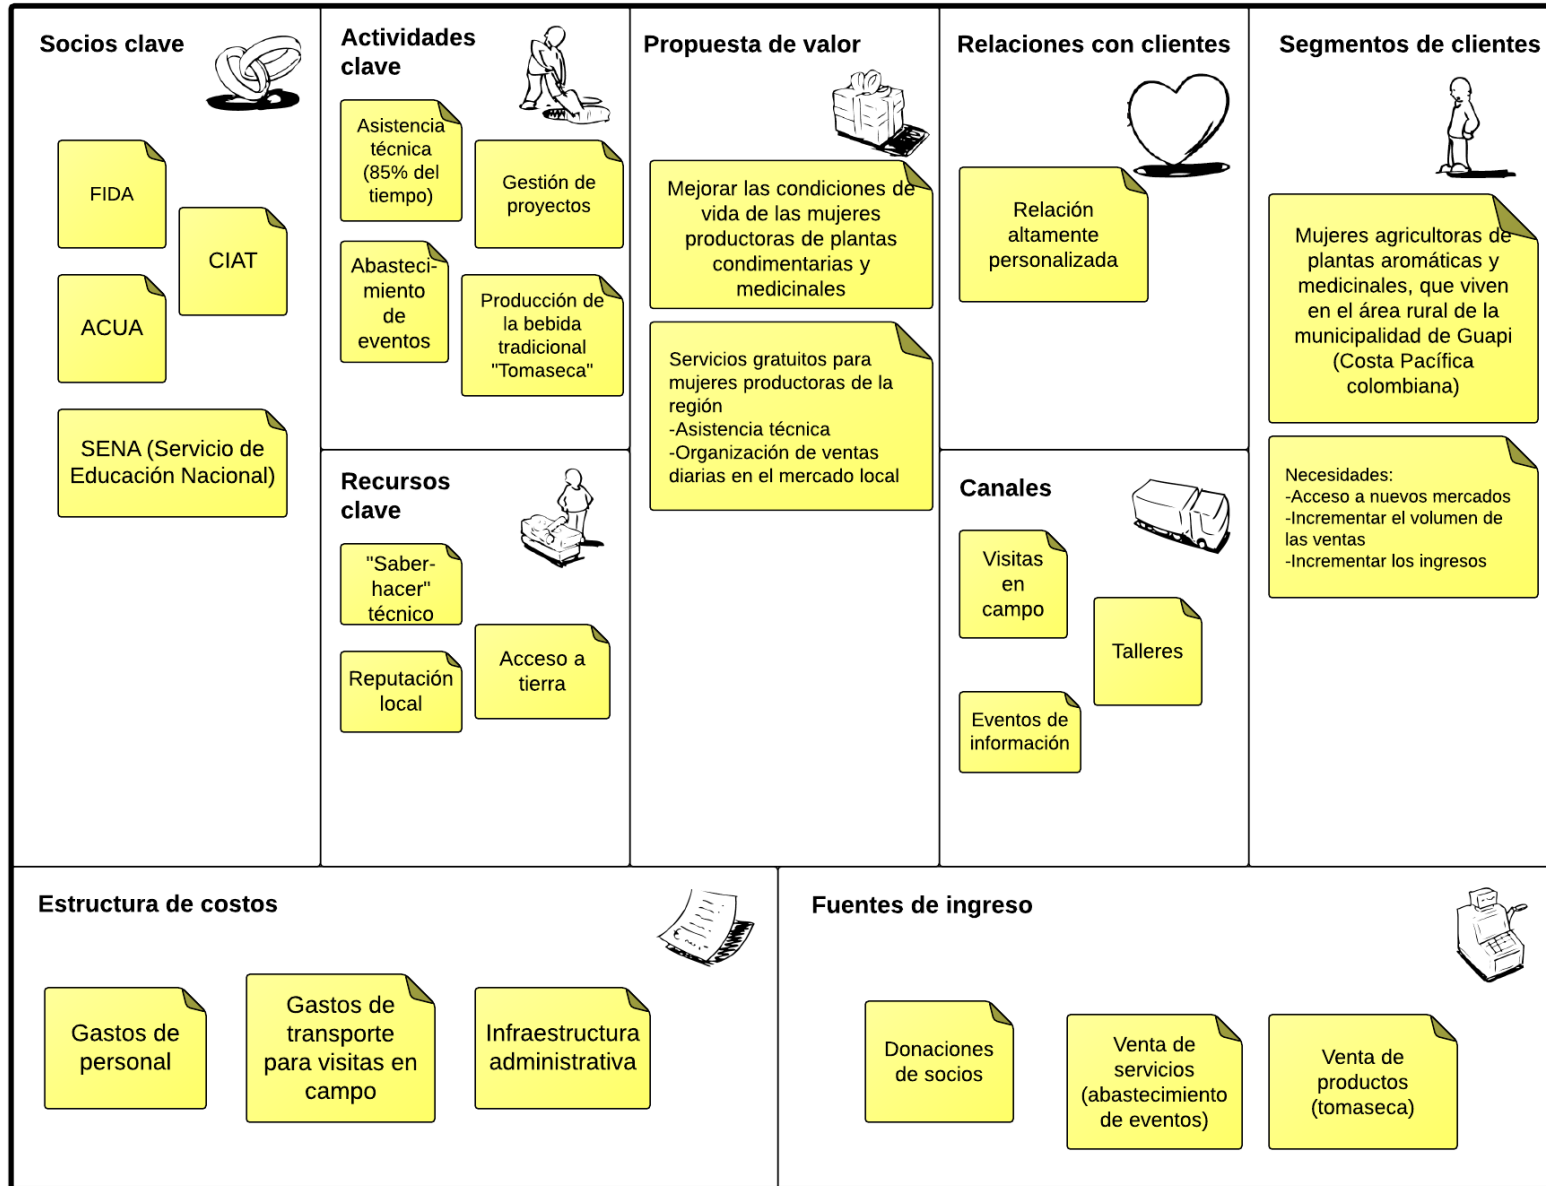 Socios clave
FIDA
CIAT
ACUA
SENA (Servicio de
Educación Nacional)
Actividades
clave
Asistencia
técnica
(85% del
tiempo)
Gestión de
proyectos
Abasteci-
miento
de
eventos
Producción de
la bebida
tradicional
"Tomaseca"
Recursos
clave
"Saber-
hacer"
técnico
Acceso a
tierra
Reputación
local
Propuesta de valor
Mejorar las condiciones de
vida de las mujeres
productoras de plantas
condimentarias y
medicinales
Servicios gratuitos para
mujeres productoras de la
región
-Asistencia técnica
-Organización de ventas
diarias en el mercado local
Relaciones con clientes
Relación
altamente
personalizada
Canales
Visitas
en
campo
Talleres
Eventos de
información
Segmentos de clientes
Mujeres agricultoras de
plantas aromáticas y
medicinales, que viven
en el área rural de la
municipalidad de Guapi
(Costa Pacífica
colombiana)
Necesidades:
-Acceso a nuevos mercados
-Incrementar el volumen de
las ventas
-Incrementar los ingresos
Estructura de costos
Gastos de
personal
Gastos de
transporte
para visitas en
campo
Infraestructura
administrativa
Fuentes de ingreso
Donaciones
de socios
Venta de
servicios
(abastecimiento
de eventos)
Venta de
productos
(tomaseca)